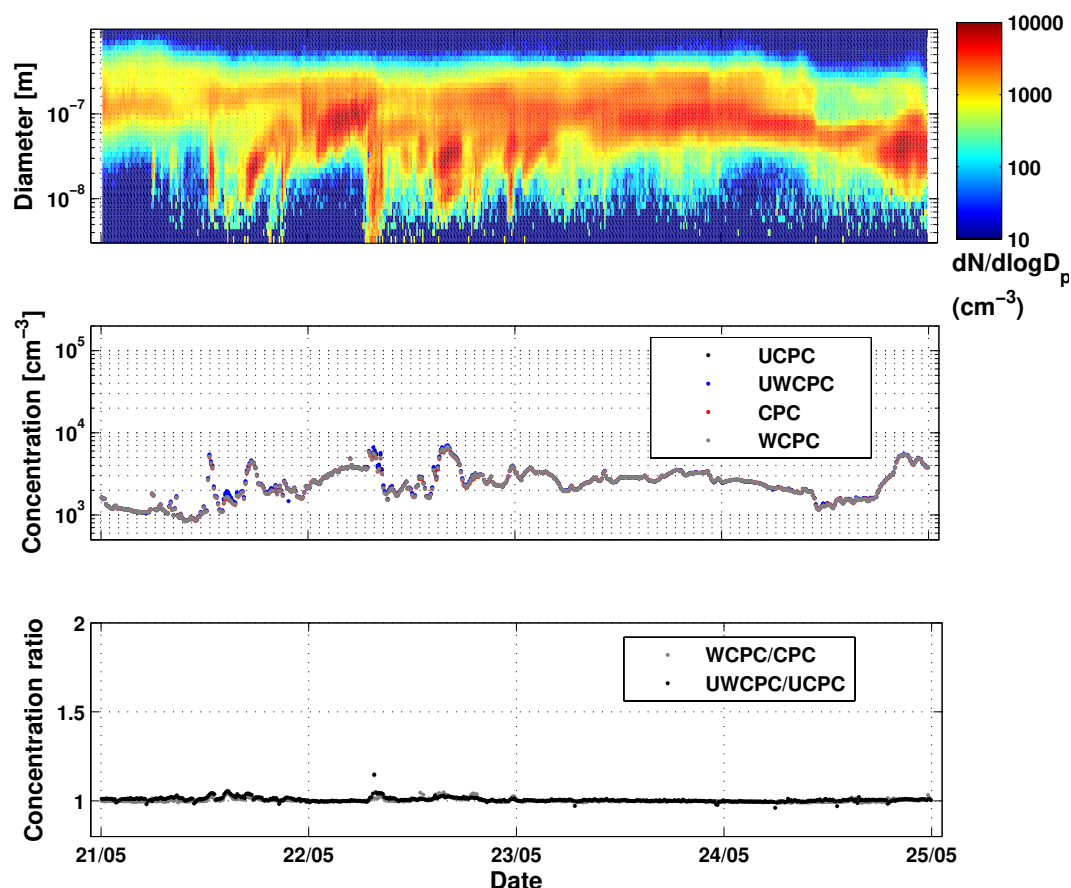 Diameter [m]
10⁻⁷
10⁻⁸
10000
1000
100
10
dN/dlogDₚ
(cm⁻³)
Concentration [cm⁻³]
10⁵
10⁴
10³
UCPC
UWCPC
CPC
WCPC
Concentration ratio
2
1.5
1
WCPC/CPC
UWCPC/UCPC
21/05
22/05
23/05
24/05
25/05
Date